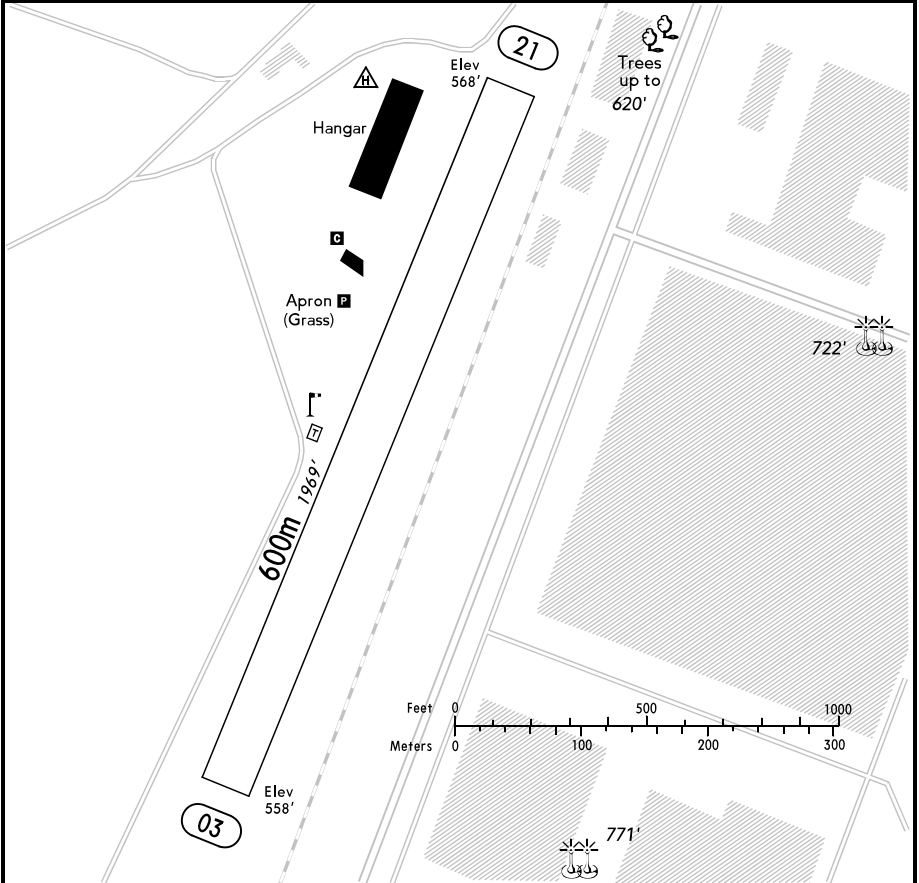 21
Elev
568'
Trees
up to
620'
H
Hangar
C
Apron P
(Grass)
722'
T
600m 1969'
Feet 0 500 1000
Meters 0 100 200 300
Elev
558'
03
771'